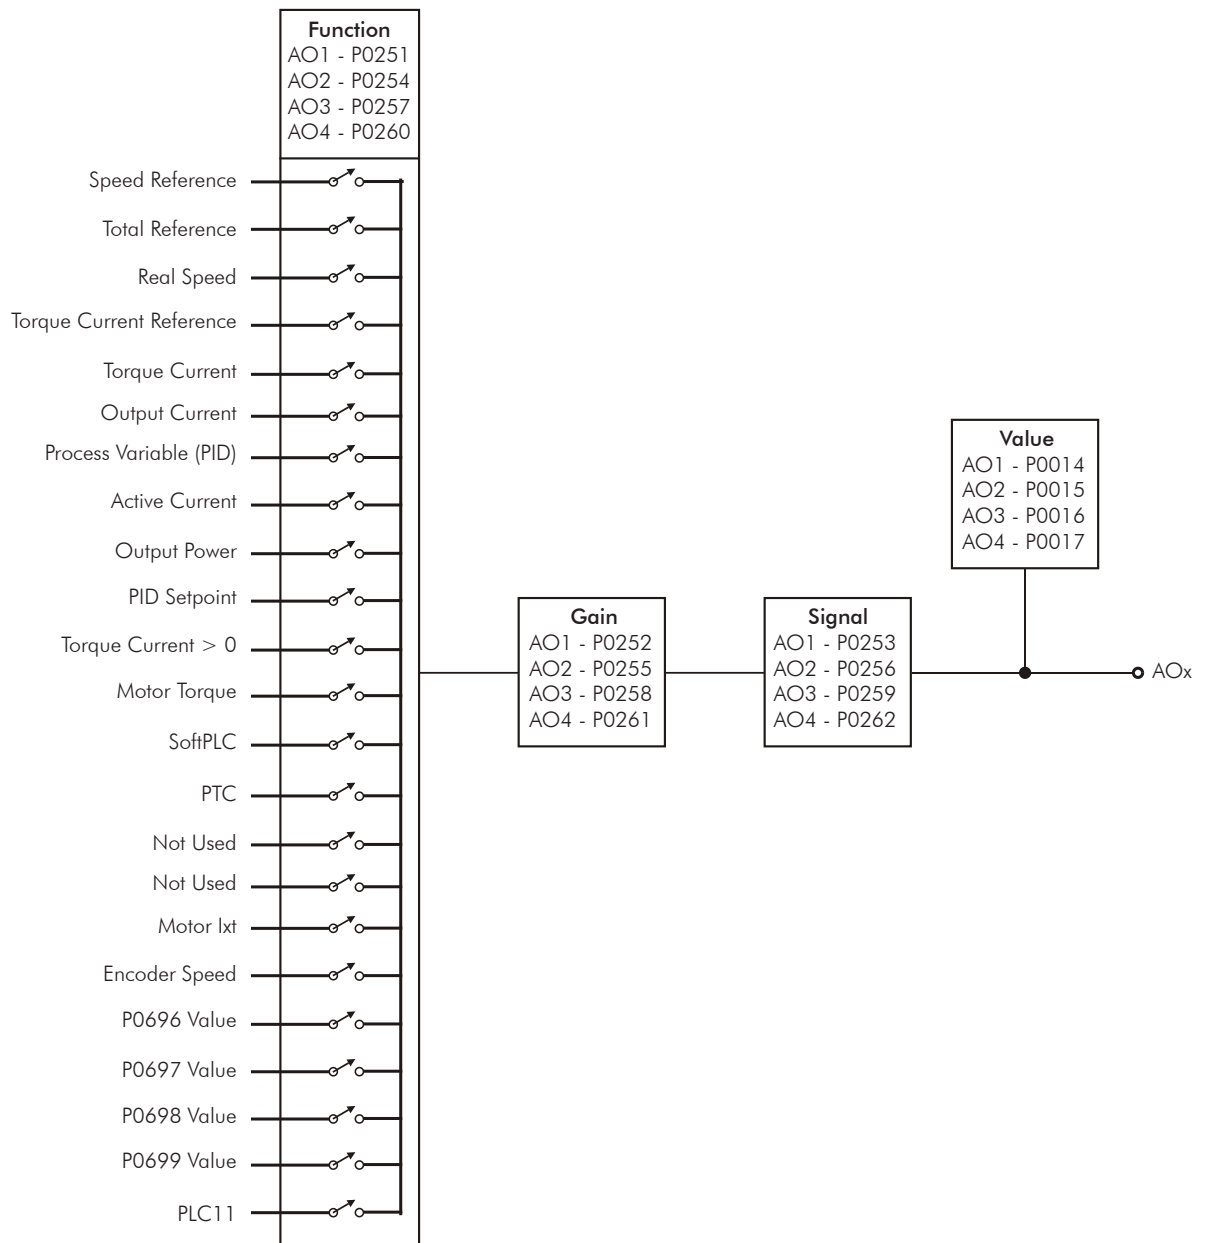 Function
AO1 - P0251
AO2 - P0254
AO3 - P0257
AO4 - P0260
Speed Reference
Total Reference
Real Speed
Torque Current Reference
Torque Current
Output Current
Process Variable (PID)
Active Current
Output Power
PID Setpoint
Torque Current > 0
Motor Torque
SoftPLC
PTC
Not Used
Not Used
Motor Ixt
Encoder Speed
P0696 Value
P0697 Value
P0698 Value
P0699 Value
PLC11
Gain
AO1 - P0252
AO2 - P0255
AO3 - P0258
AO4 - P0261
Signal
AO1 - P0253
AO2 - P0256
AO3 - P0259
AO4 - P0262
Value
AO1 - P0014
AO2 - P0015
AO3 - P0016
AO4 - P0017
AOx